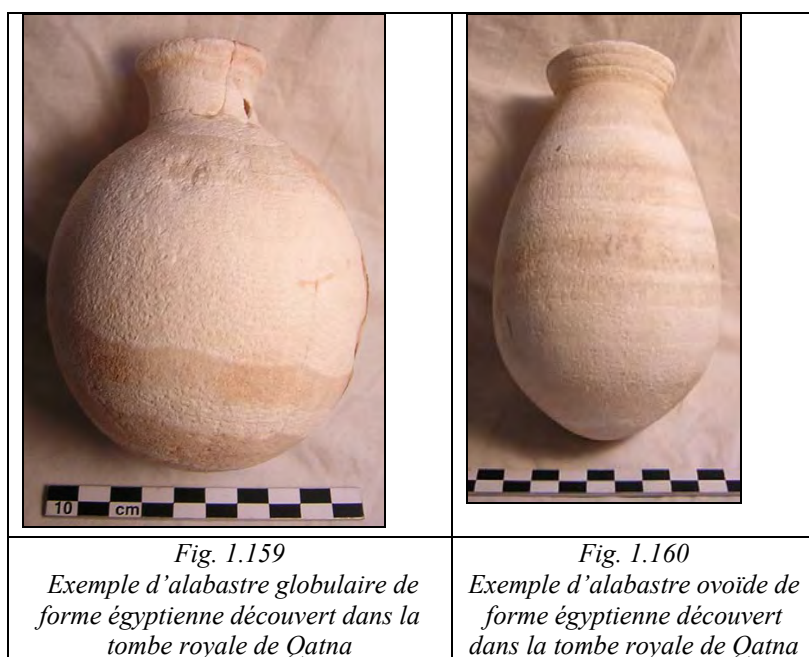 10 cm
Fig. 1.159
Exemple d'alabastre globulaire de
forme égyptienne découvert dans la
tombe royale de Qatna
Fig. 1.160
Exemple d'alabastre ovoïde de
forme égyptienne découvert
dans la tombe royale de Qatna